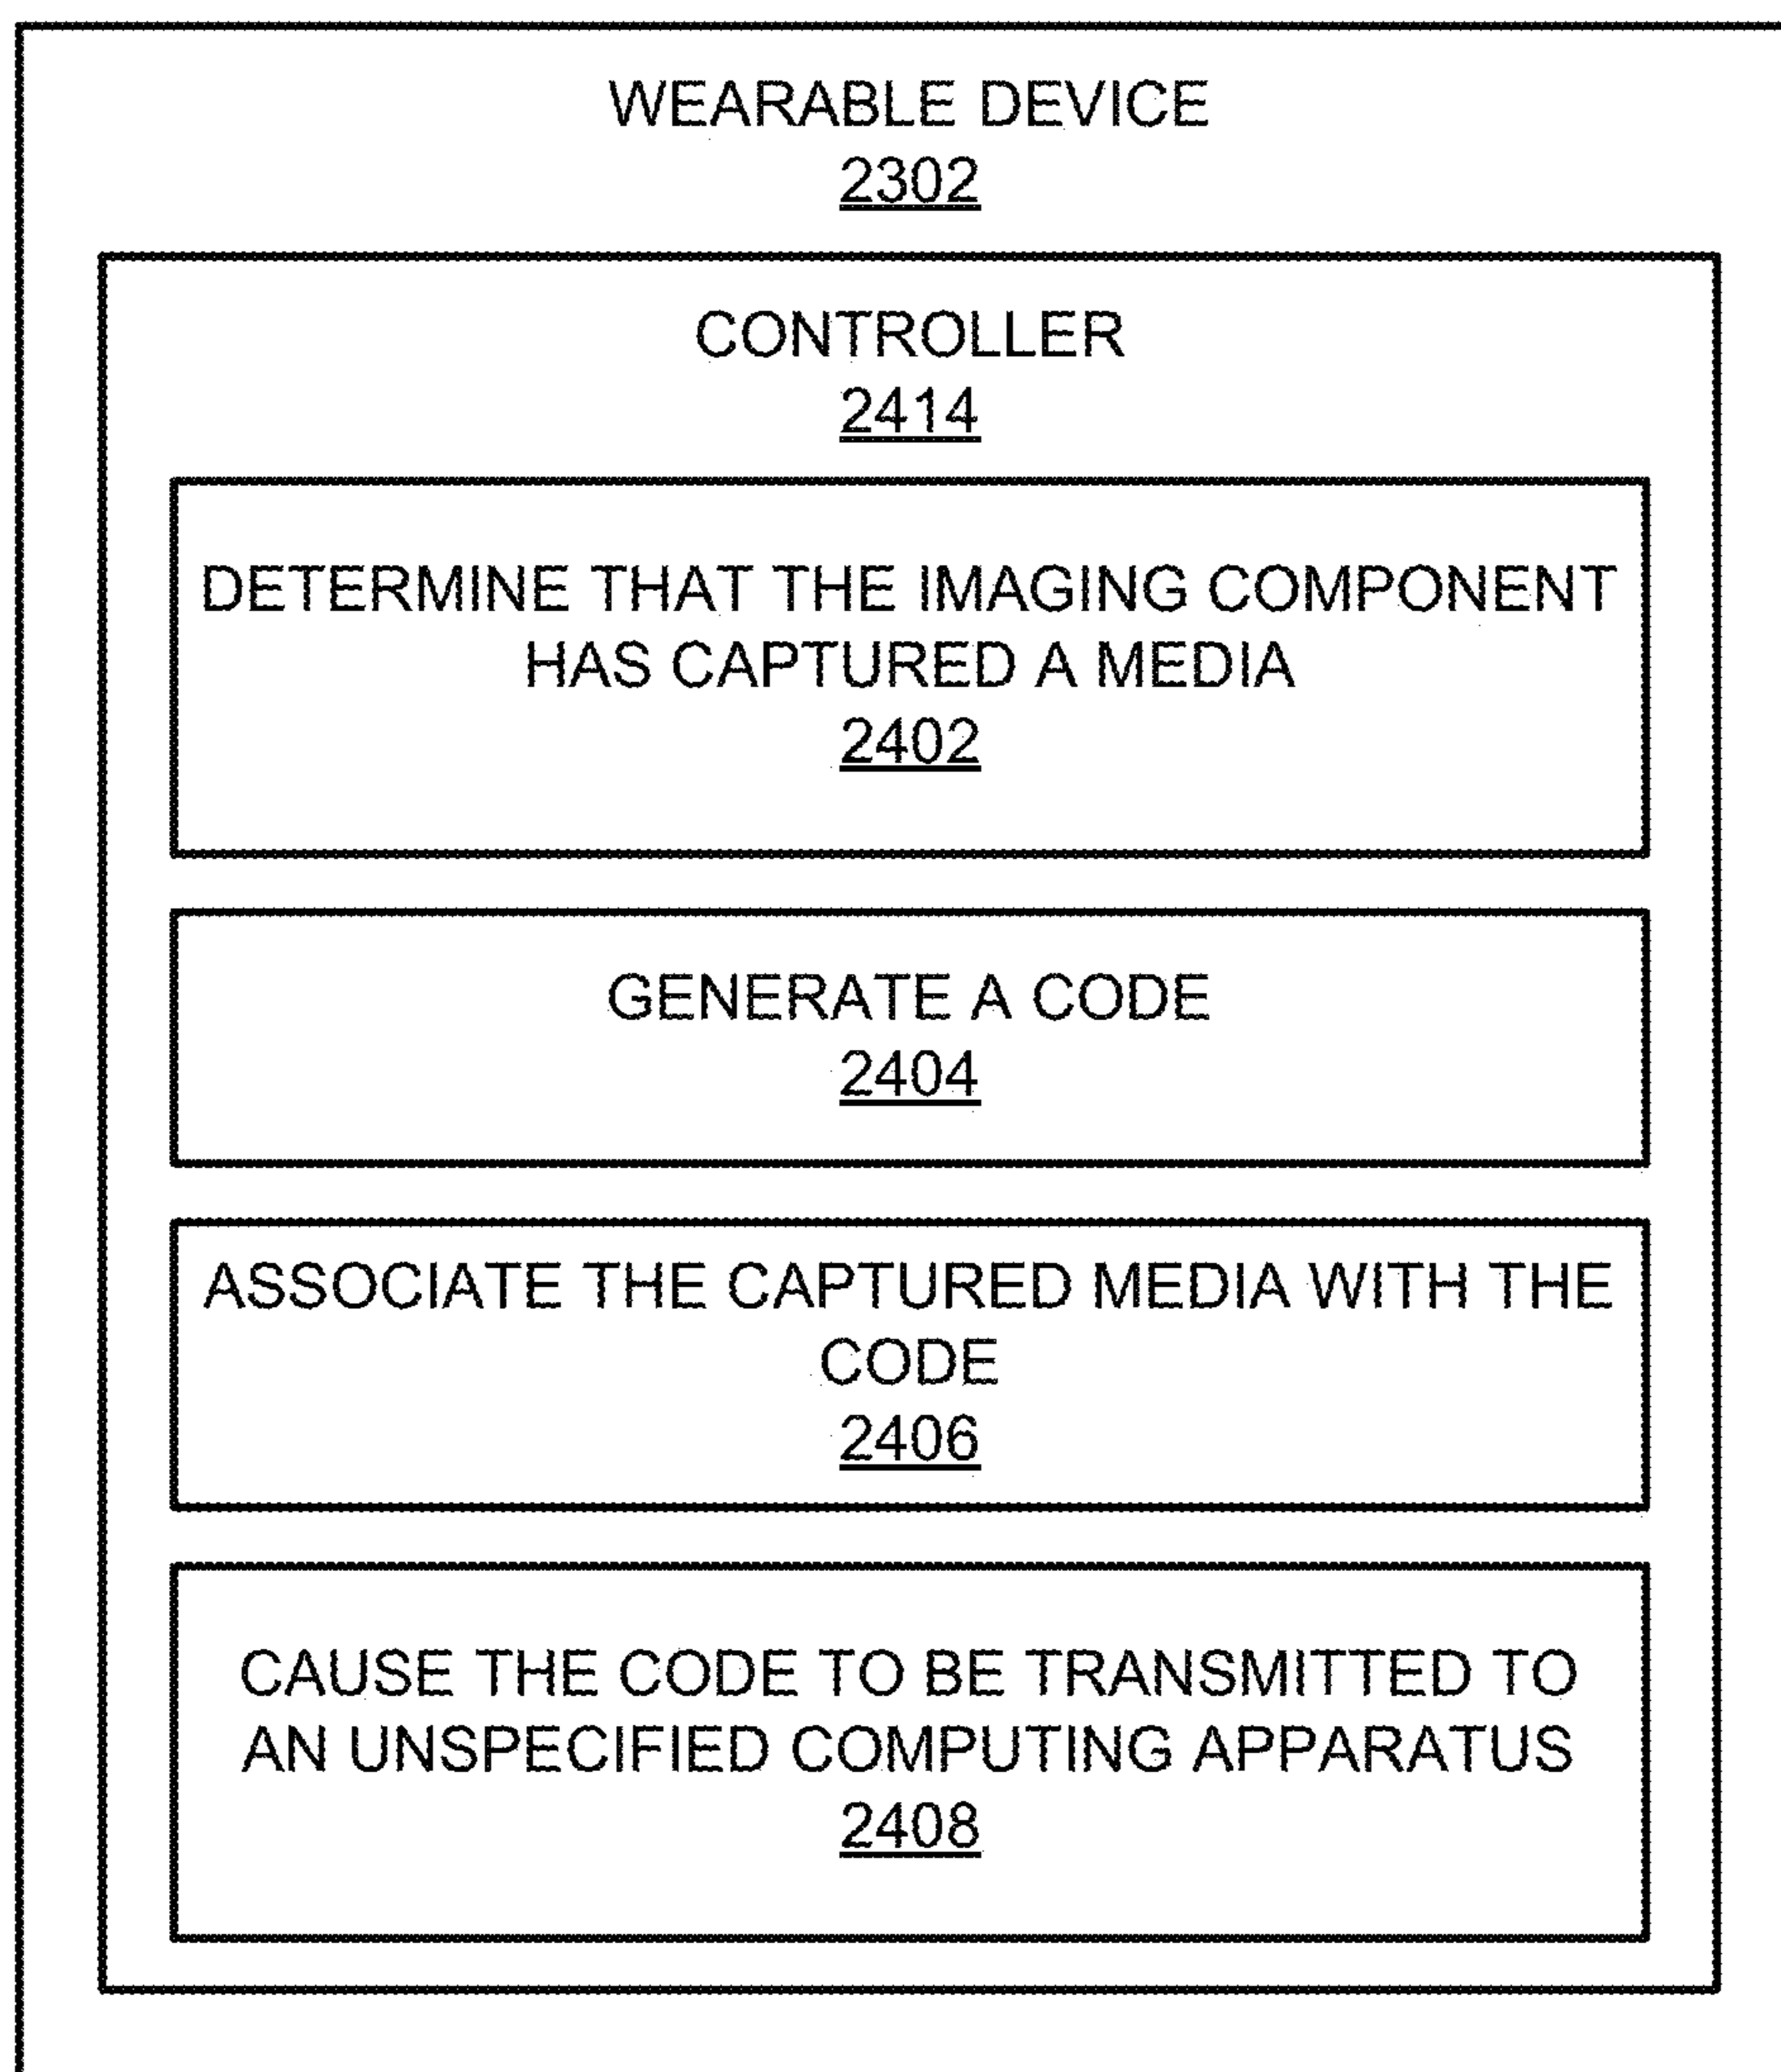 WEARABLE DEVICE
2302
CONTROLLER
2414
DETERMINE THAT THE IMAGING COMPONENT
HAS CAPTURED A MEDIA
2402
GENERATE A CODE
2404
ASSOCIATE THE CAPTURED MEDIA WITH THE
CODE
2406
CAUSE THE CODE TO BE TRANSMITTED TO
AN UNSPECIFIED COMPUTING APPARATUS
2408